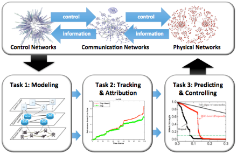 control
control
information
information
Control Networks
Communication Networks
Physical Networks
Task 1: Modeling
Task 2: Tracking
& Attribution
Task 3: Predicting
& Controlling